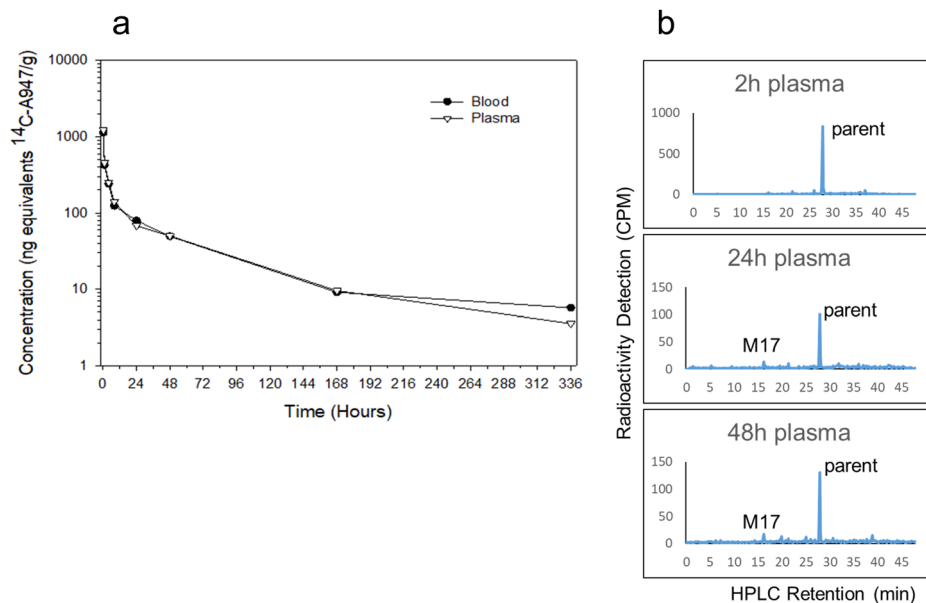 a
10000
1000
100
10
1
Concentration (ng equivalents ¹⁴C-A947/g)
Blood
Plasma
0 24 48 72 96 120 144 168 192 216 240 264 288 312 336
Time (Hours)
b
Radioactivity Detection (CPM)
2h plasma
1000
500
0
parent
0 5 10 15 20 25 30 35 40 45
24h plasma
150
100
50
0
parent
M17
0 5 10 15 20 25 30 35 40 45
48h plasma
150
100
50
0
parent
M17
0 5 10 15 20 25 30 35 40 45
HPLC Retention (min)